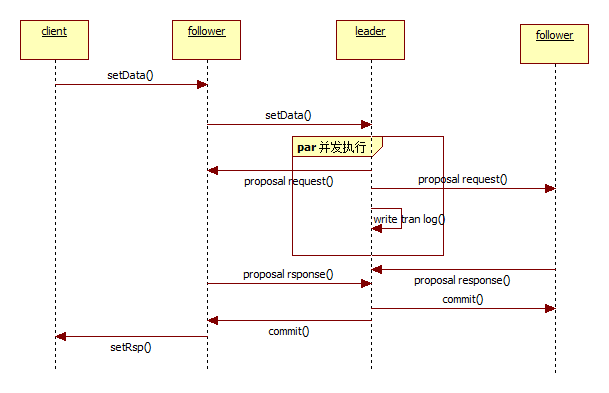 client
follower
leader
follower
setData()
setData()
par 并发执行
proposal request()
proposal request()
write tran log()
proposal rsponse()
proposal response()
commit()
commit()
setRsp()